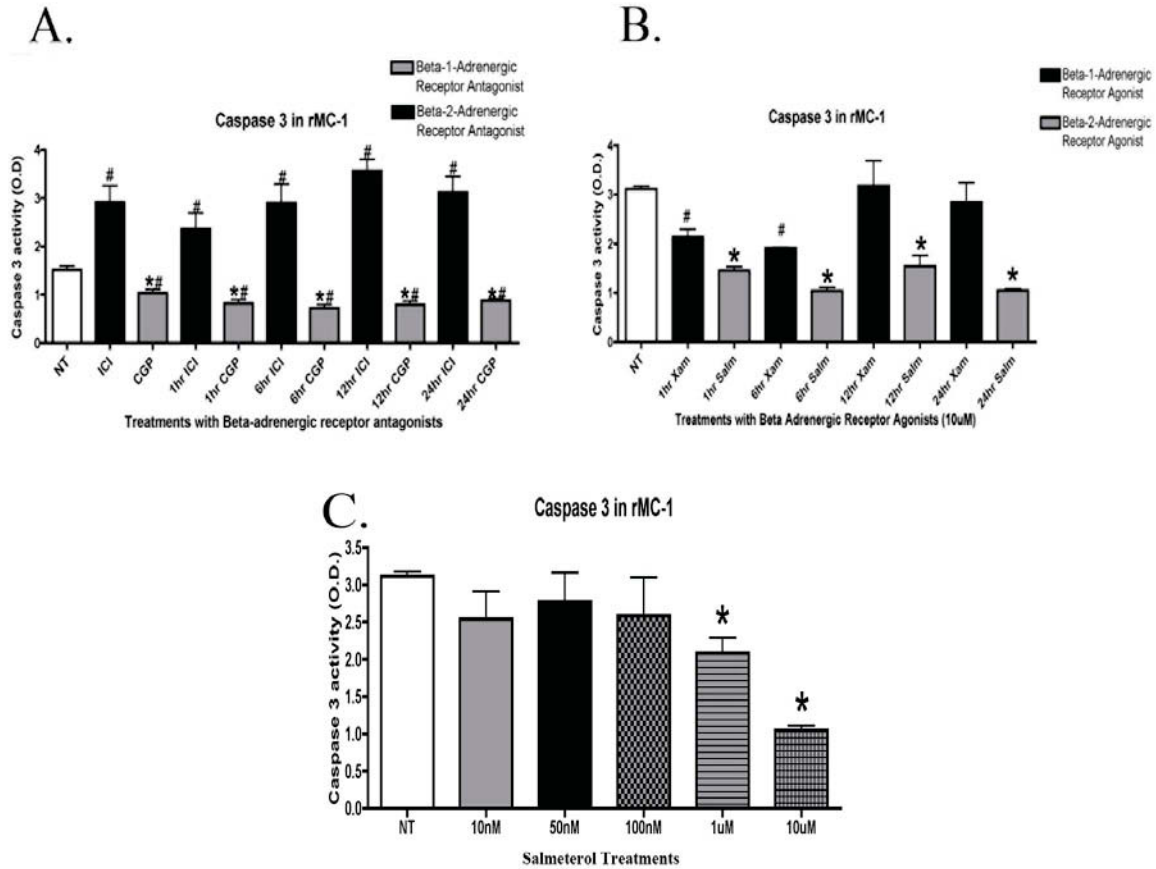 A.
Beta-1-Adrenergic
Receptor Antagonist
Beta-2-Adrenergic
Receptor Antagonist
Caspase 3 in rMC-1
Caspase 3 activity (O.D)
4
3
2
1
0
#
#
#
#
#
*#
*#
*#
*#
*#
NT
ICI
CGP
1hr ICI
1hr CGP
6hr ICI
6hr CGP
12hr ICI
12hr CGP
24hr ICI
24hr CGP
Treatments with Beta-adrenergic receptor antagonists
B.
Beta-1-Adrenergic
Receptor Agonist
Beta-2-Adrenergic
Receptor Agonist
Caspase 3 in rMC-1
Caspase 3 activity (O.D.)
4
3
2
1
0
#
*
#
*
*
*
NT
1hr Xam
1hr Salm
6hr Xam
6hr Salm
12hr Xam
12hr Salm
24hr Xam
24hr Salm
Treatments with Beta Adrenergic Receptor Agonists (10uM)
C.
Caspase 3 in rMC-1
Caspase 3 activity (O.D.)
3.5
3.0
2.5
2.0
1.5
1.0
0.5
0.0
*
*
NT
10nM
50nM
100nM
1uM
10uM
Salmeterol Treatments